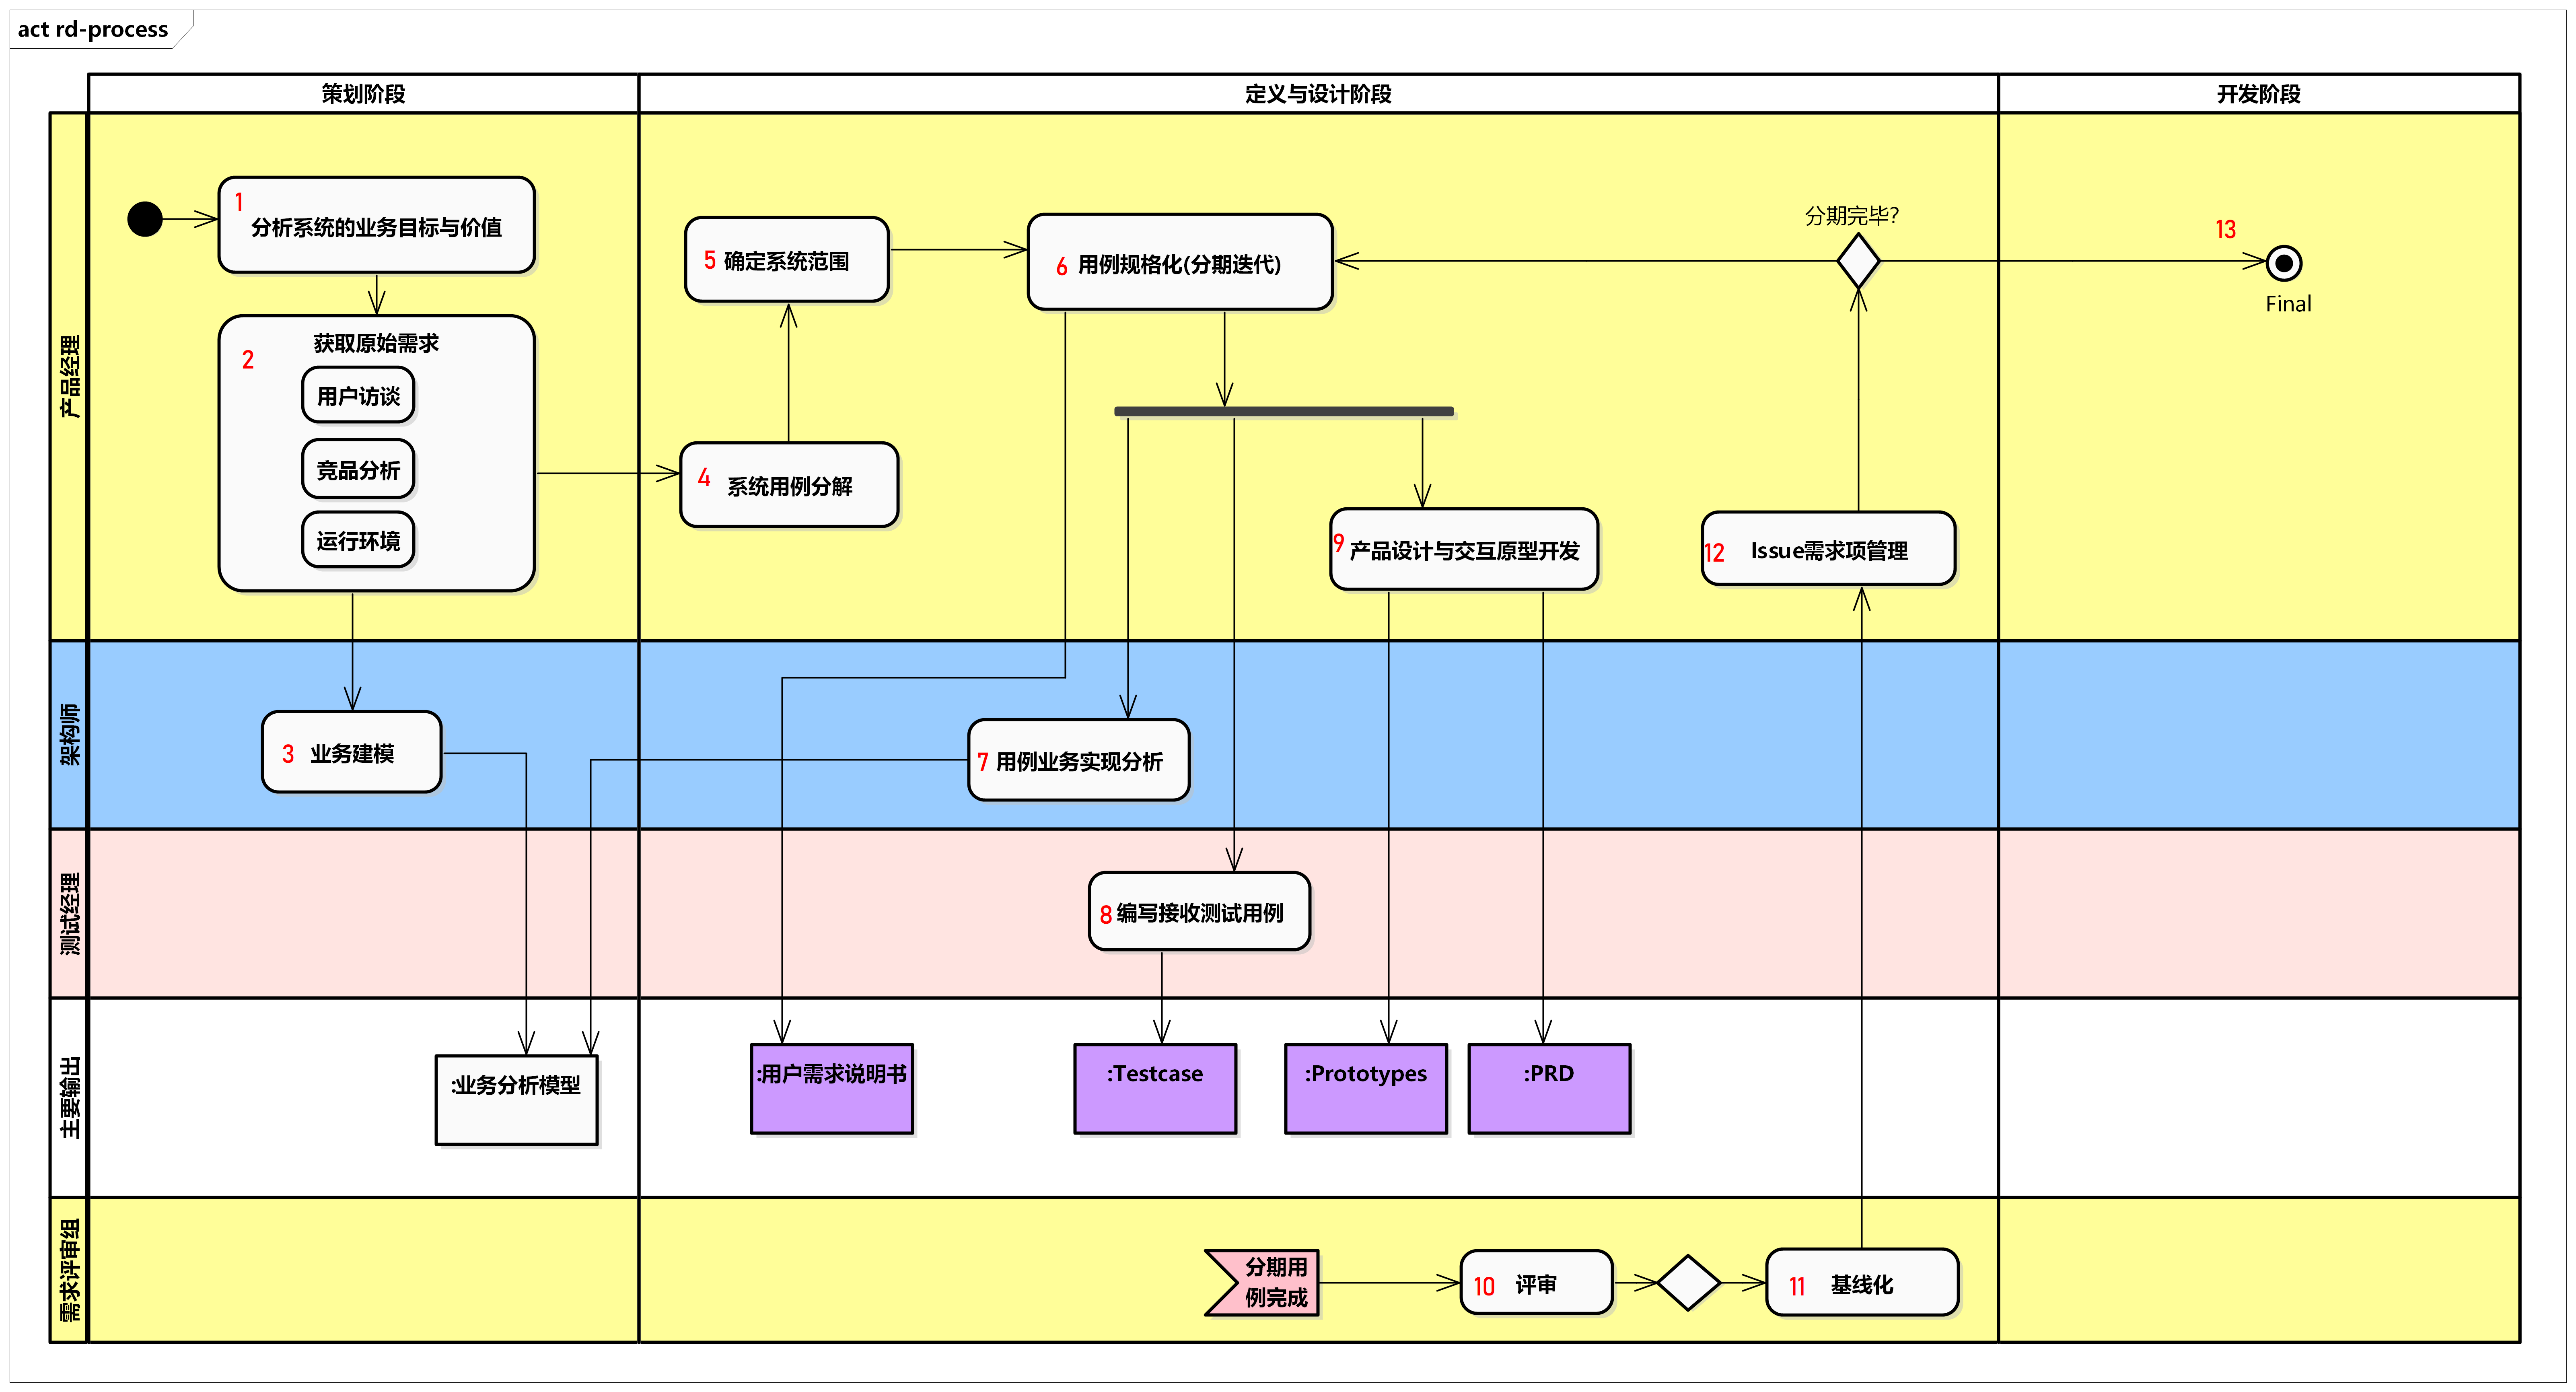 act rd-process
策划阶段
定义与设计阶段
开发阶段
产品经理
1
分析系统的业务目标与价值
2
获取原始需求
用户访谈
竞品分析
运行环境
4
系统用例分解
5 确定系统范围
6 用例规格化(分期迭代)
9 产品设计与交互原型开发
分期完毕?
12 Issue需求项管理
13
Final
架构师
3 业务建模
7 用例业务实现分析
测试经理
8 编写接收测试用例
主要输出
:业务分析模型
:用户需求说明书
:Testcase
:Prototypes
:PRD
需求评审组
分期用
例完成
10 评审
11 基线化